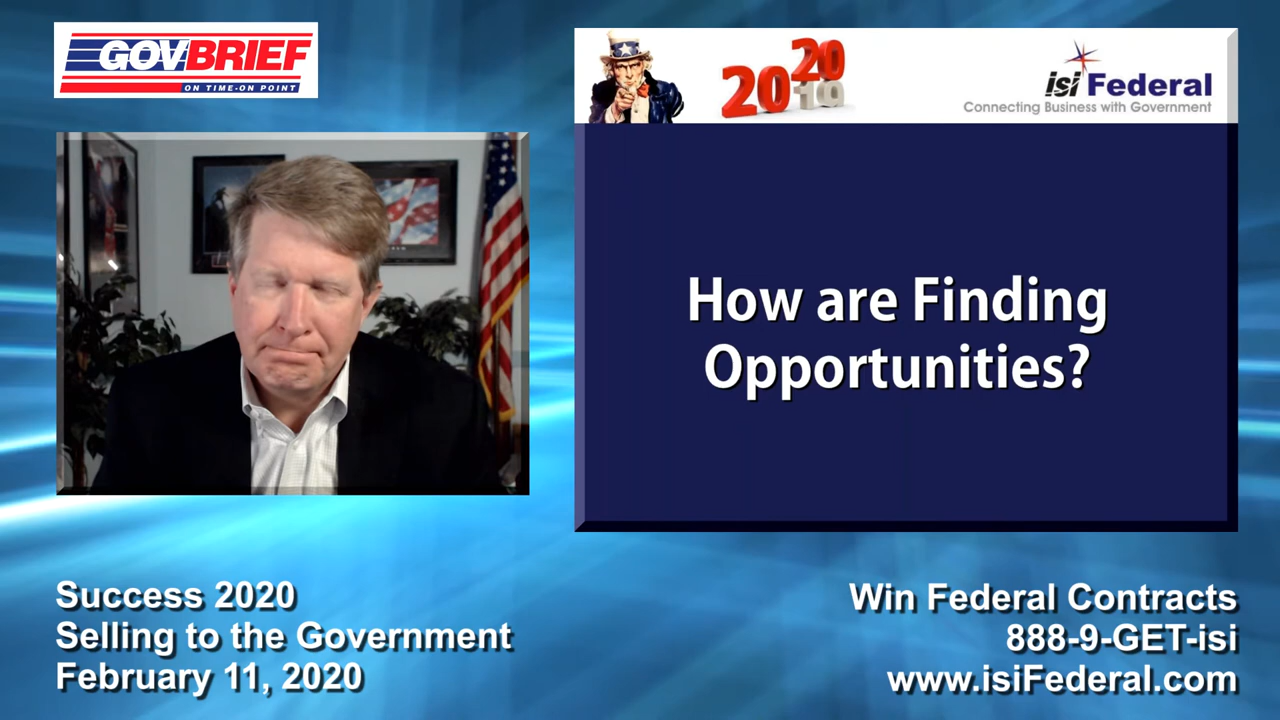 GOVBRIEF
ON TIME-ON POINT
2020
19
isi Federal
Connecting Business with Government
How are Finding
Opportunities?
Success 2020
Selling to the Government
February 11, 2020
Win Federal Contracts
888-9-GET-isi
www.isiFederal.com